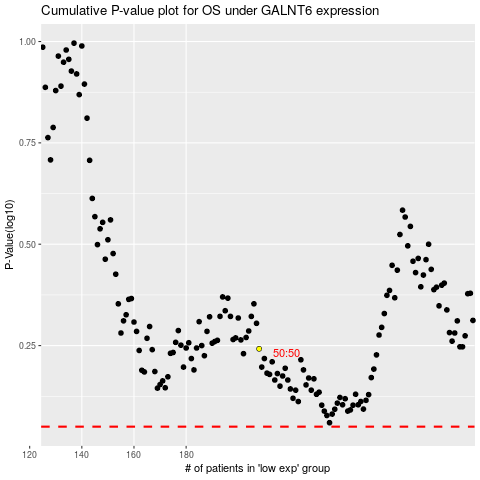 Cumulative P-value plot for OS under GALNT6 expression
1.00
0.75
0.50
0.25
P-Value(log10)
50:50
120 140 160 180
# of patients in 'low exp' group